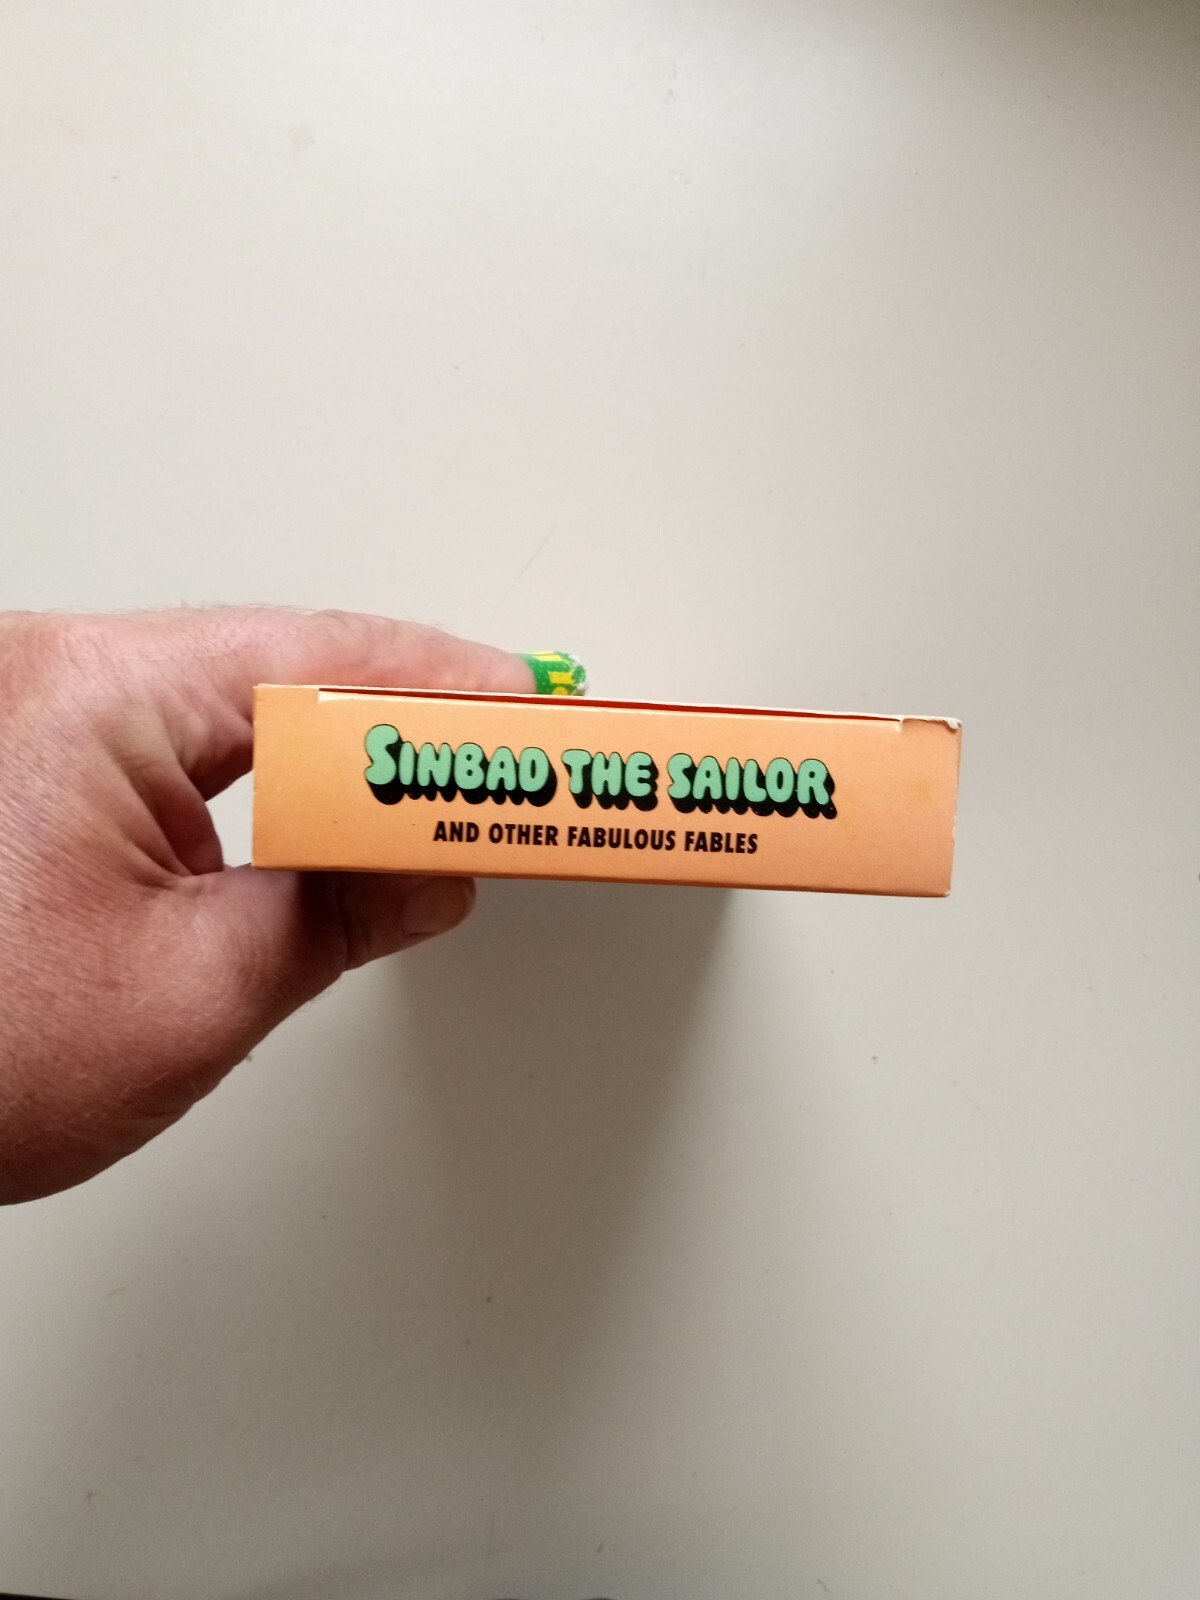 SINBAD THE SAILOR
AND OTHER FABULOUS FABLES